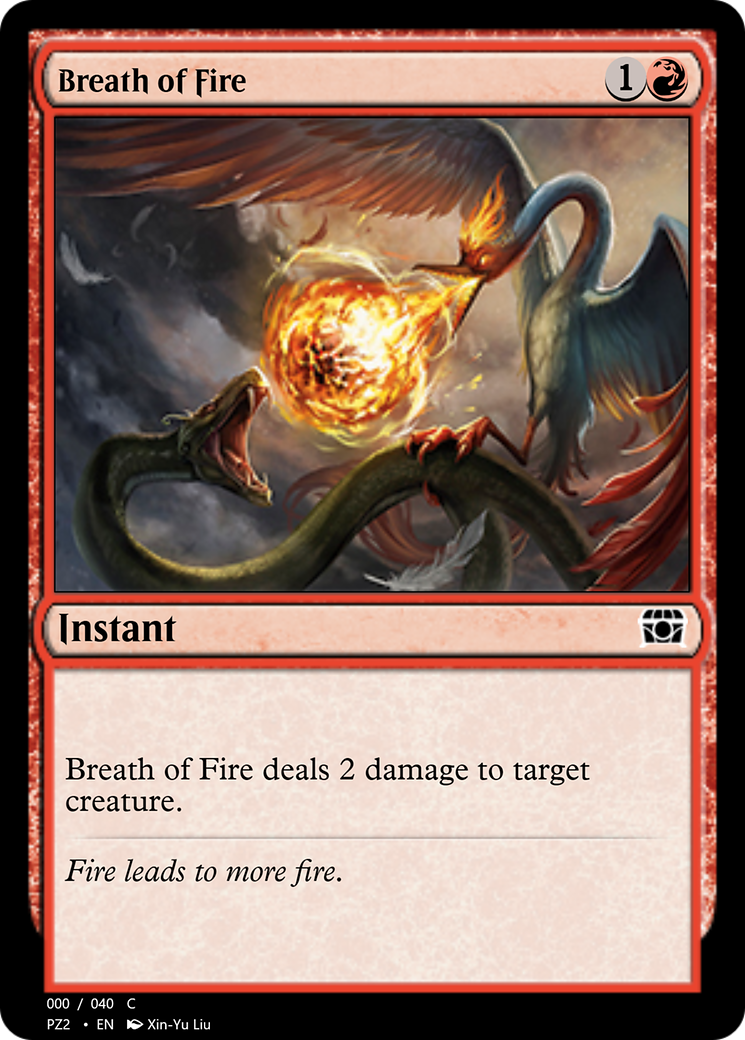 Breath of Fire 1
Instant
Breath of Fire deals 2 damage to target
creature.
Fire leads to more fire.
000 / 040 C
PZ2 • EN Xin-Yu Liu